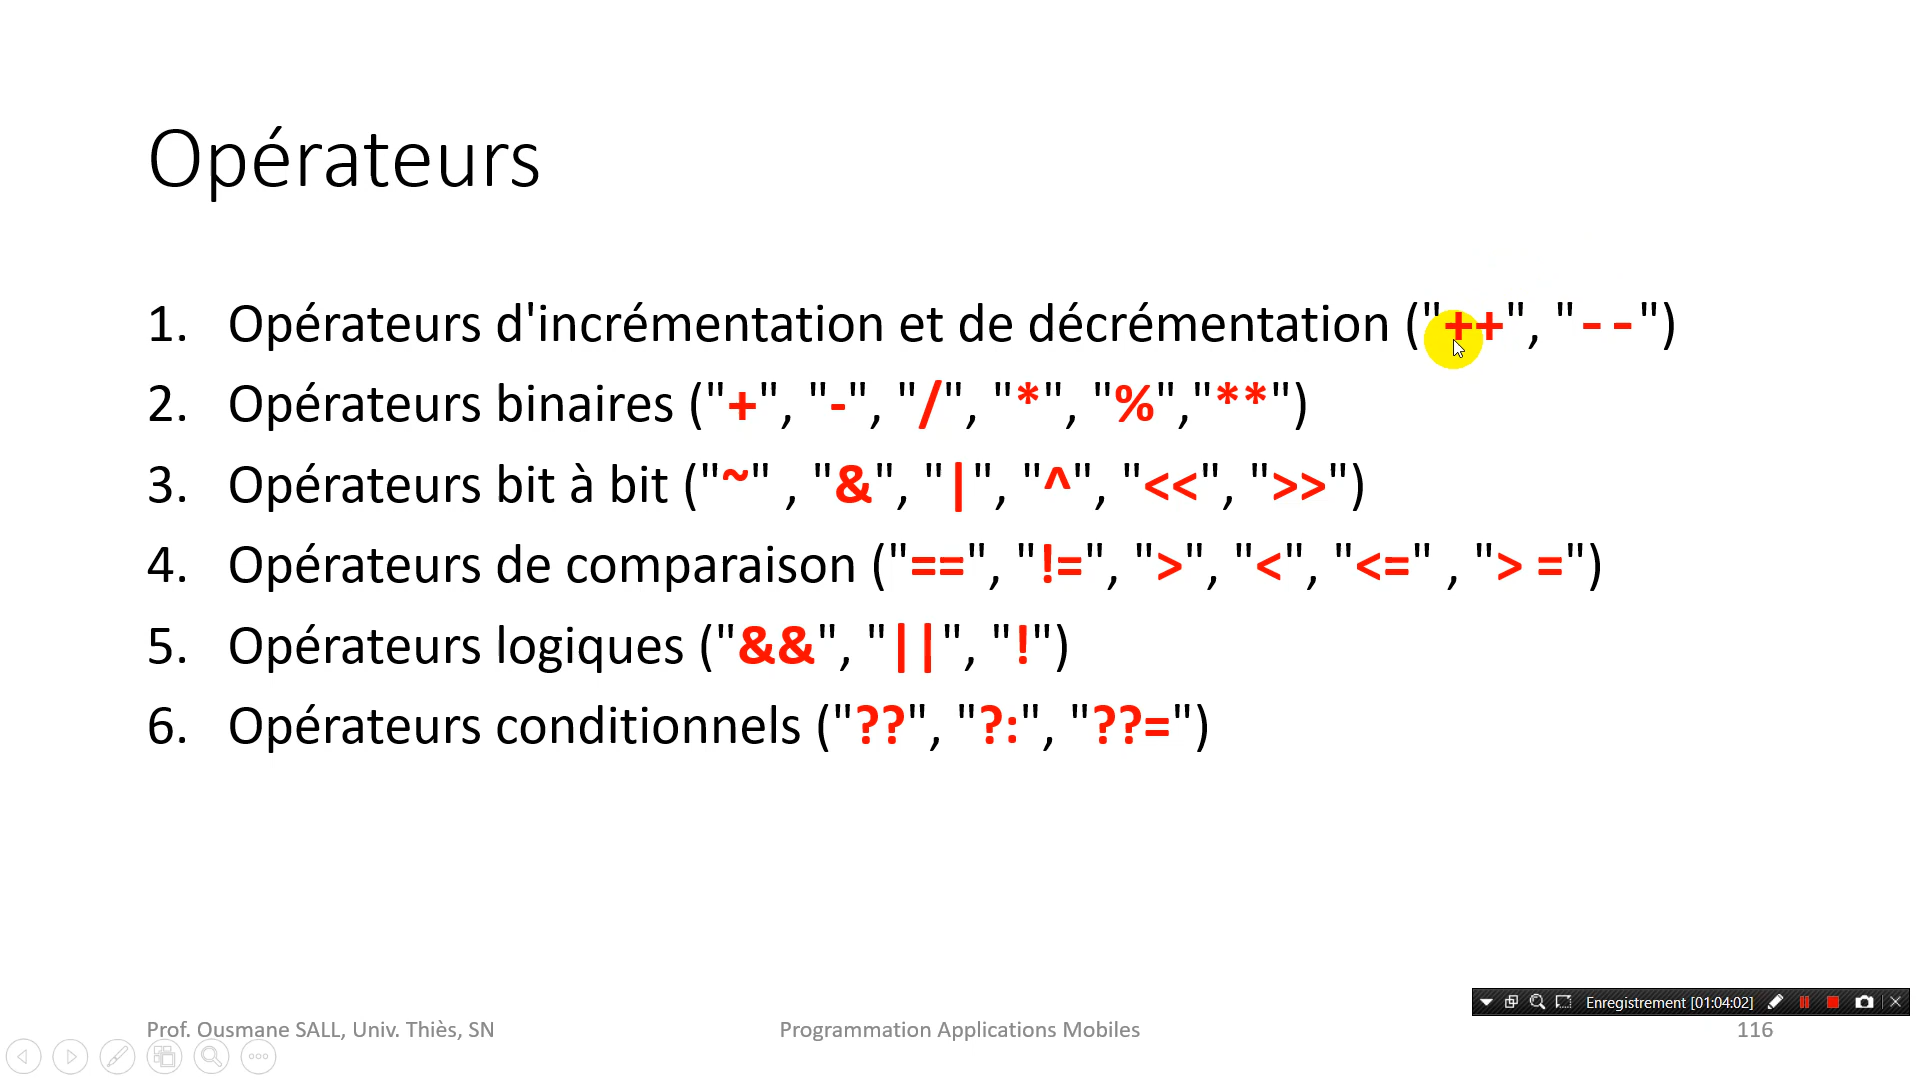 Opérateurs
1. Opérateurs d'incrémentation et de décrémentation ("++", "--")
2. Opérateurs binaires ("+", "-", "/", "*", "%","**")
3. Opérateurs bit à bit ("~" , "&", "|", "^", "<<", ">>")
4. Opérateurs de comparaison ("==", "!=", ">", "<", "<=" , "> =")
5. Opérateurs logiques ("&&", "||", "!")
6. Opérateurs conditionnels ("??", "?:", "??=")
Enregistrement [01:04:02]
Prof. Ousmane SALL, Univ. Thiès, SN
Programmation Applications Mobiles
116